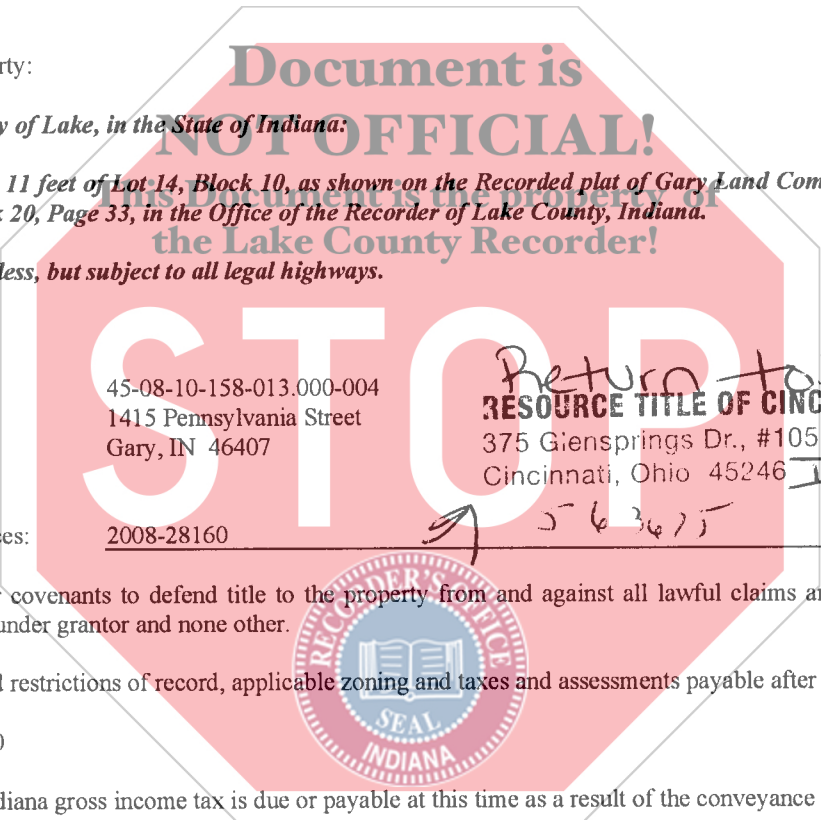 Document is
rty:
y of Lake, in the State of Indiana:
NOT OFFICIAL!
11 feet of Lot 14, Block 10, as shown on the Recorded plat of Gary Land Com
This Document is the property of
k 20, Page 33, in the Office of the Recorder of Lake County, Indiana.
the Lake County Recorder!
less, but subject to all legal highways.
STOP
Return to:
45-08-10-158-013.000-004
RESOURCE TITLE OF CINC
1415 Pennsylvania Street
375 Glensprings Dr., #105
Gary, IN 46407
Cincinnati, Ohio 45246
563675
ces: 2008-28160
covenants to defend title to the property from and against all lawful claims a
under grantor and none other.
RECORDER'S OFFICE
d restrictions of record, applicable zoning and taxes and assessments payable after
SEAL
INDIANA
diana gross income tax is due or payable at this time as a result of the conveyance